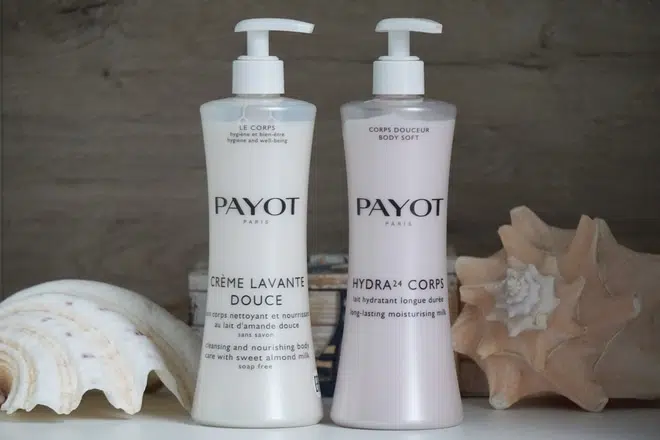 LE CORPS
hygiène et bien-être
hygiene and well-being
PAYOT
PARIS
CRÈME LAVANTE
DOUCE
corps nettoyant et nourrissant
au lait d'amande douce
sans savon
cleansing and nourishing body
care with sweet almond milk
soap free
CORPS DOUCEUR
BODY SOFT
PAYOT
PARIS
HYDRA24 CORPS
lait hydratant longue durée
long-lasting moisturising milk